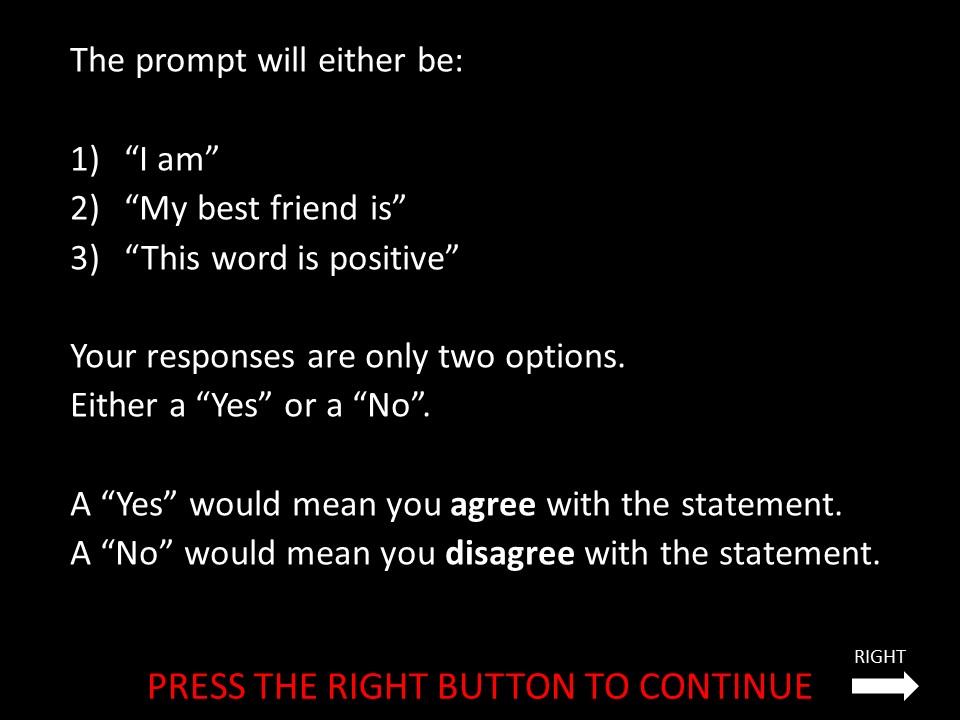 The prompt will either be:
1) “I am”
2) “My best friend is”
3) “This word is positive”
Your responses are only two options.
Either a “Yes” or a “No”.
A “Yes” would mean you agree with the statement.
A “No” would mean you disagree with the statement.
RIGHT
PRESS THE RIGHT BUTTON TO CONTINUE